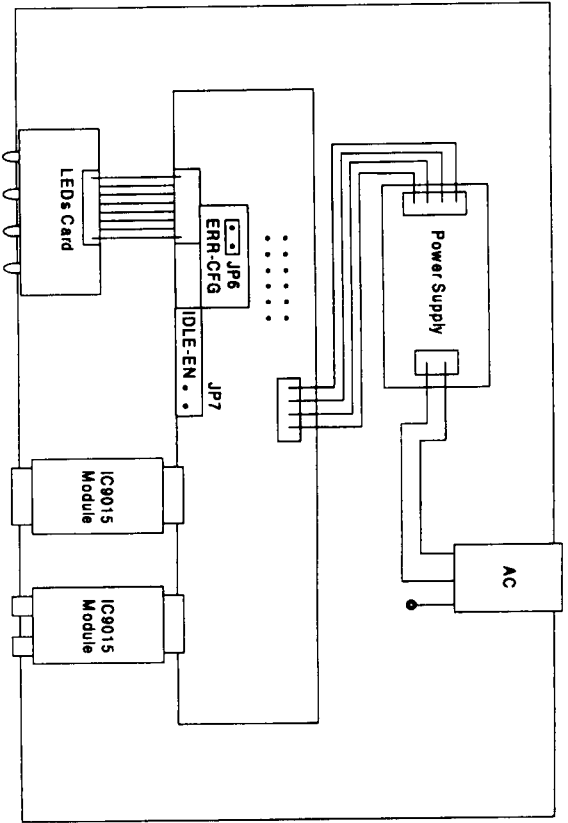 AC
Power Supply
JP6
ERR-CFG
JP7
IDLE-EN
LEDs Card
IC9015
Module
IC9015
Module